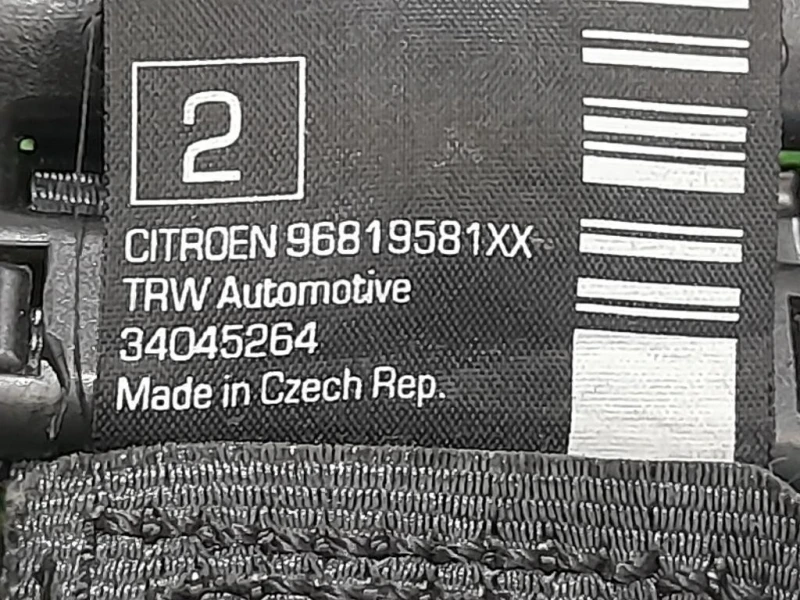 2
CITROEN 96819581XX
TRW Automotive
34045264
Made in Czech Rep.